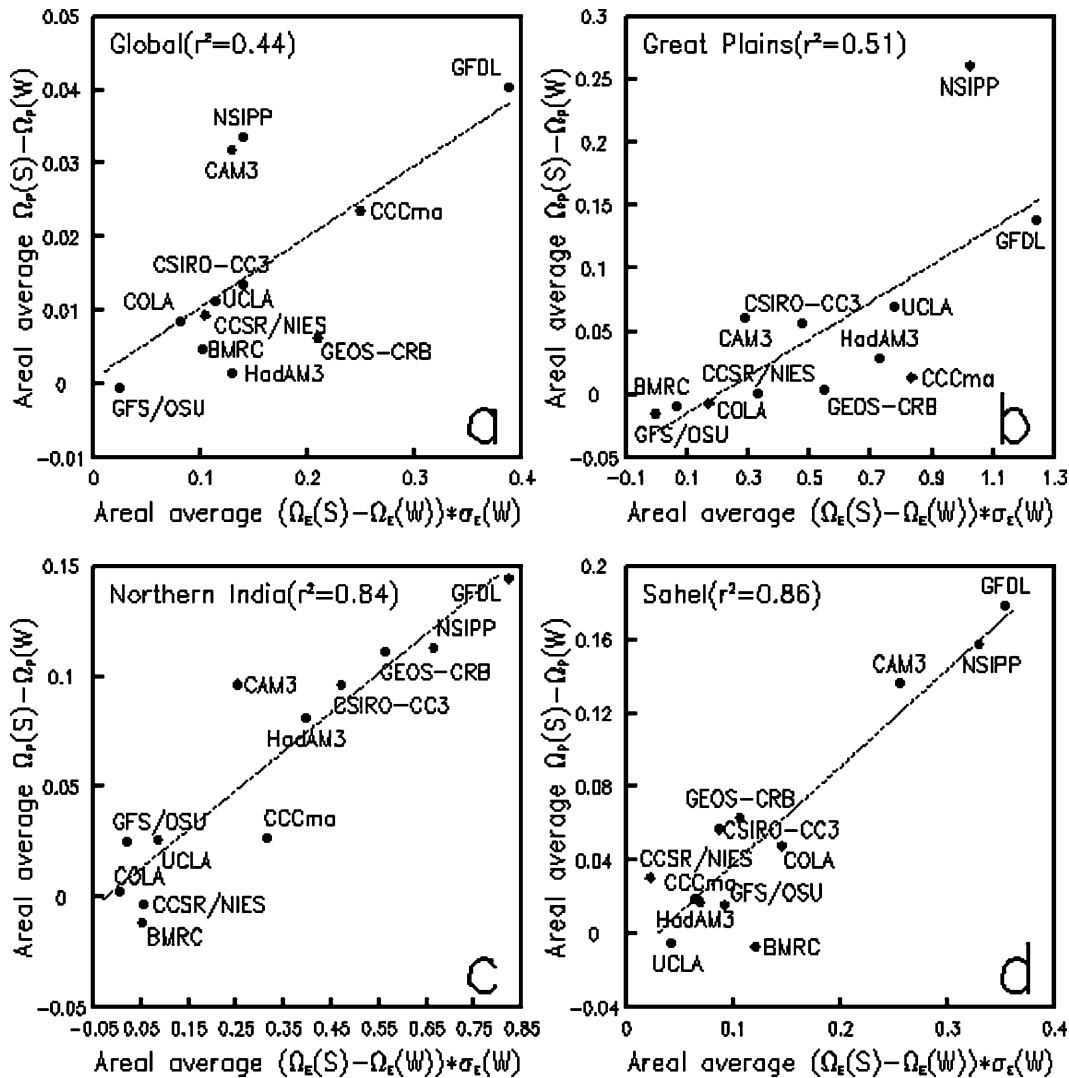 Global(r²=0.44)
0.05
0.04
0.03
0.02
0.01
0
-0.01
Areal average Ωₚ(S)-Ωₚ(W)
GFDL
NSIPP
CAM3
CCCma
CSIRO-CC3
COLA
UCLA
CCSR/NIES
BMRC
GEOS-CRB
HadAM3
GFS/OSU
a
0
0.1
0.2
0.3
0.4
Areal average (Ω_E(S)-Ω_E(W))*σ_E(W)
Great Plains(r²=0.51)
0.3
0.25
0.2
0.15
0.1
0.05
0
-0.05
Areal average Ωₚ(S)-Ωₚ(W)
NSIPP
GFDL
CSIRO-CC3
UCLA
CAM3
HadAM3
CCSR/NIES
BMRC
CCCma
COLA
GEOS-CRB
GFS/OSU
b
-0.1
0.1
0.3
0.5
0.7
0.9
1.1
1.3
Areal average (Ω_E(S)-Ω_E(W))*σ_E(W)
Northern India(r²=0.84)
0.15
0.1
0.05
0
-0.05
Areal average Ωₚ(S)-Ωₚ(W)
GFDL
NSIPP
GEOS-CRB
CAM3
CSIRO-CC3
HadAM3
GFS/OSU
CCCma
UCLA
COLA
CCSR/NIES
BMRC
c
-0.05
0.05
0.15
0.25
0.35
0.45
0.55
0.65
0.75
0.85
Areal average (Ω_E(S)-Ω_E(W))*σ_E(W)
Sahel(r²=0.86)
0.2
0.16
0.12
0.08
0.04
0
-0.04
Areal average Ωₚ(S)-Ωₚ(W)
GFDL
CAM3
NSIPP
GEOS-CRB
CSIRO-CC3
CCSR/NIES
COLA
CCCma
GFS/OSU
HadAM3
UCLA
BMRC
d
0
0.1
0.2
0.3
0.4
Areal average (Ω_E(S)-Ω_E(W))*σ_E(W)